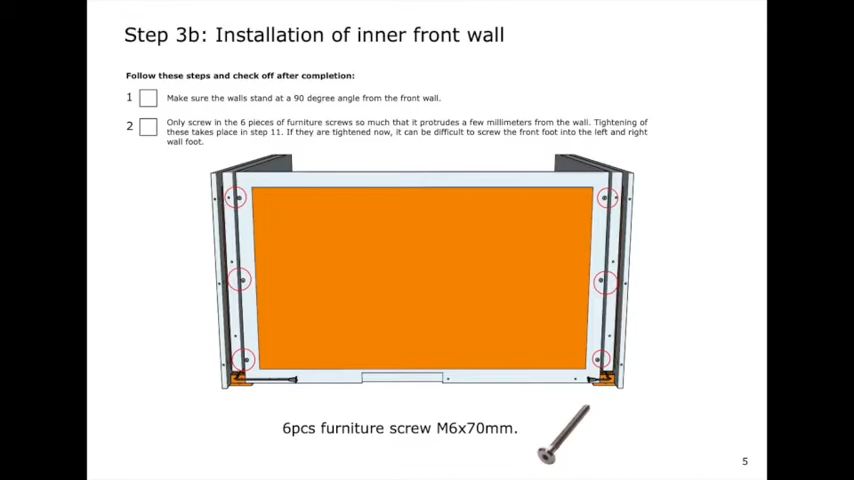 Step 3b: Installation of inner front wall
Follow these steps and check off after completion:
1 Make sure the walls stand at a 90 degree angle from the front wall.
2 Only screw in the 6 pieces of furniture screws so much that it protrudes a few millimeters from the wall. Tightening of
these takes place in step 11. If they are tightened now, it can be difficult to screw the front foot into the left and right
wall foot.
6pcs furniture screw M6x70mm.
5